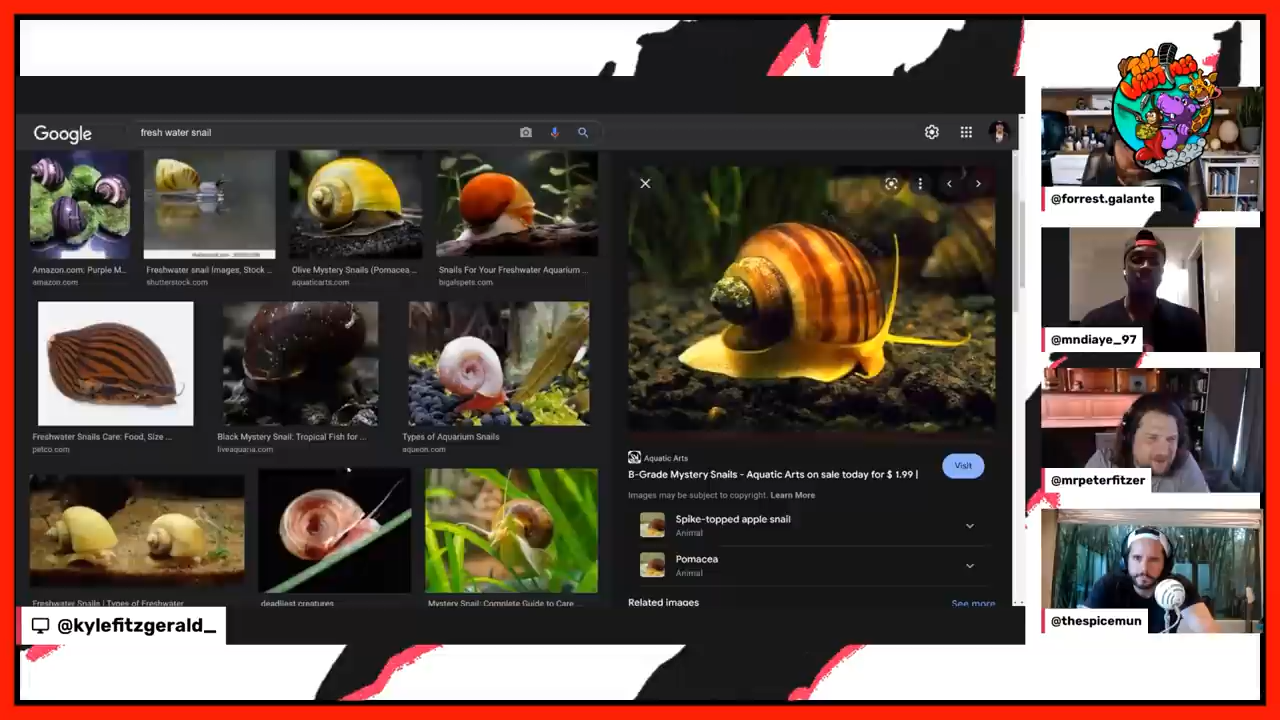 Google
fresh water snail
Amazon.com: Purple M...
amazon.com
Freshwater snail Images, Stock ...
shutterstock.com
Olive Mystery Snails (Pomacea ...
aquaticarts.com
Snails For Your Freshwater Aquarium ...
bigalspets.com
Freshwater Snails Care: Food, Size ...
petco.com
Black Mystery Snail: Tropical Fish for ...
liveaquaria.com
Types of Aquarium Snails
aqueon.com
Freshwater Snails | Types of Freshwater
deadliest creatures
Mystery Snail: Complete Guide to Care ...
Aquatic Arts
B-Grade Mystery Snails - Aquatic Arts on sale today for $ 1.99 |
Visit
Images may be subject to copyright. Learn More
Spike-topped apple snail
Animal
Pomacea
Animal
Related images
See more
@kylefitzgerald_
THE WILD TIMES
@forrest.galante
@mndiaye_97
@mrpeterfitzer
@thespicemun